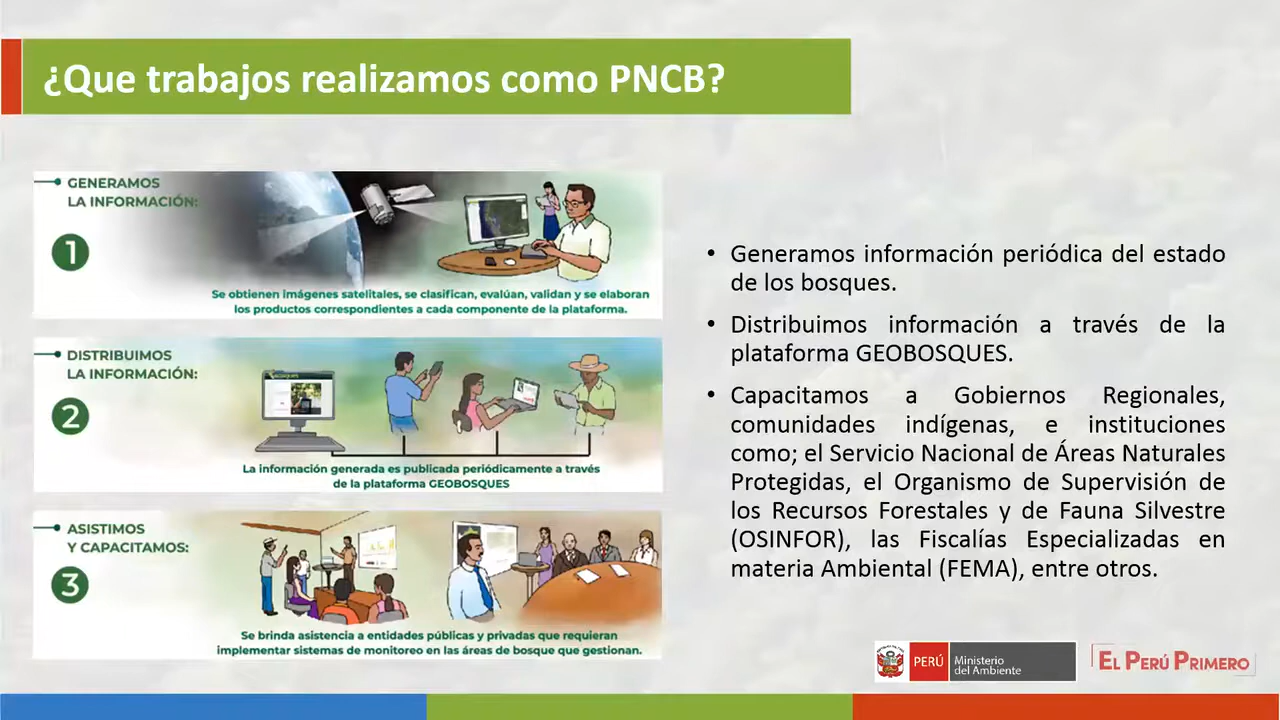 ¿Que trabajos realizamos como PNCB?
GENERAMOS
LA INFORMACIÓN:
1
Se obtienen imágenes satelitales, se clasifican, evalúan, validan y se elaboran
los productos correspondientes a cada componente de la plataforma.
DISTRIBUIMOS
LA INFORMACIÓN:
2
La información generada es publicada periódicamente a través
de la plataforma GEOBOSQUES
ASISTIMOS
Y CAPACITAMOS:
3
Se brinda asistencia a entidades públicas y privadas que requieran
implementar sistemas de monitoreo en las áreas de bosque que gestionan.
• Generamos información periódica del estado
de los bosques.
• Distribuimos información a través de la
plataforma GEOBOSQUES.
• Capacitamos a Gobiernos Regionales,
comunidades indígenas, e instituciones
como; el Servicio Nacional de Áreas Naturales
Protegidas, el Organismo de Supervisión de
los Recursos Forestales y de Fauna Silvestre
(OSINFOR), las Fiscalías Especializadas en
materia Ambiental (FEMA), entre otros.
PERÚ
Ministerio
del Ambiente
EL PERÚ PRIMERO